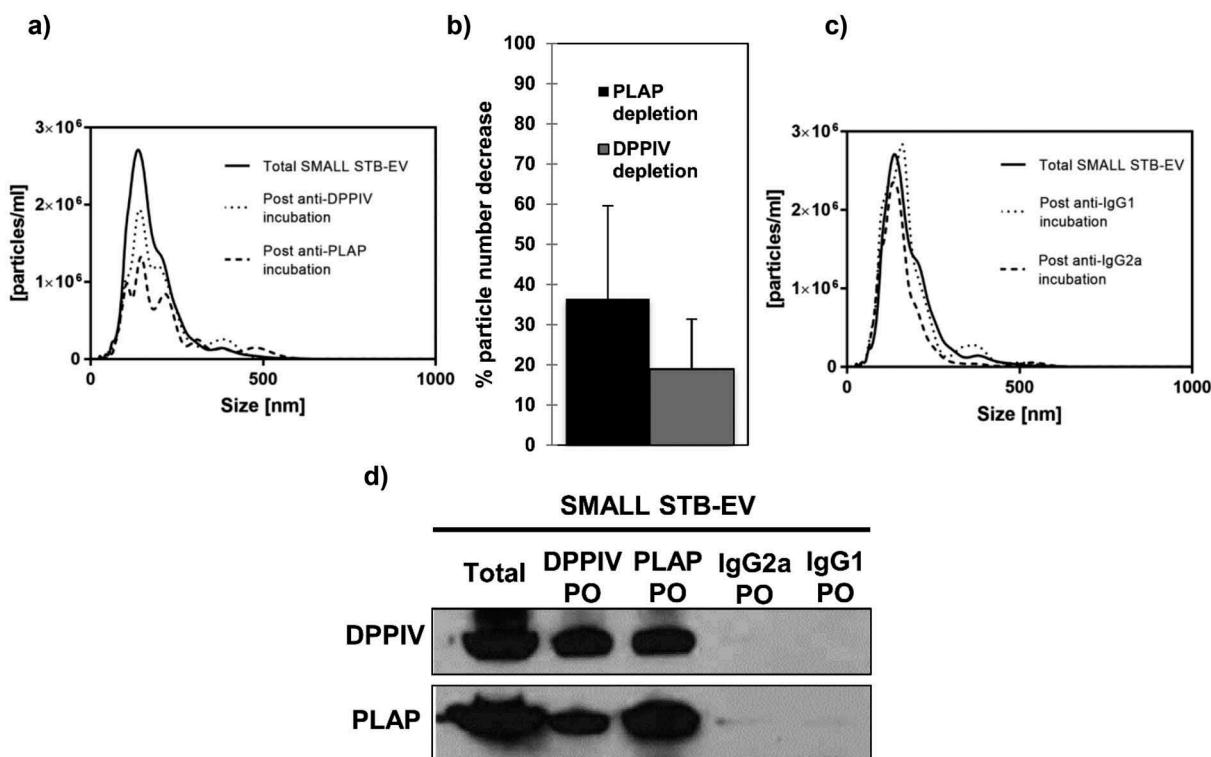 a)
3×10⁶
2×10⁶
1×10⁶
0
0
500
1000
[particles/ml]
Size [nm]
Total SMALL STB-EV
Post anti-DPPIV
incubation
Post anti-PLAP
incubation
b)
100
90
80
70
60
50
40
30
20
10
0
% particle number decrease
PLAP
depletion
DPPIV
depletion
c)
3×10⁶
2×10⁶
1×10⁶
0
0
500
1000
[particles/ml]
Size [nm]
Total SMALL STB-EV
Post anti-IgG1
incubation
Post anti-IgG2a
incubation
d)
SMALL STB-EV
Total
DPPIV
PO
PLAP
PO
IgG2a
PO
IgG1
PO
DPPIV
PLAP